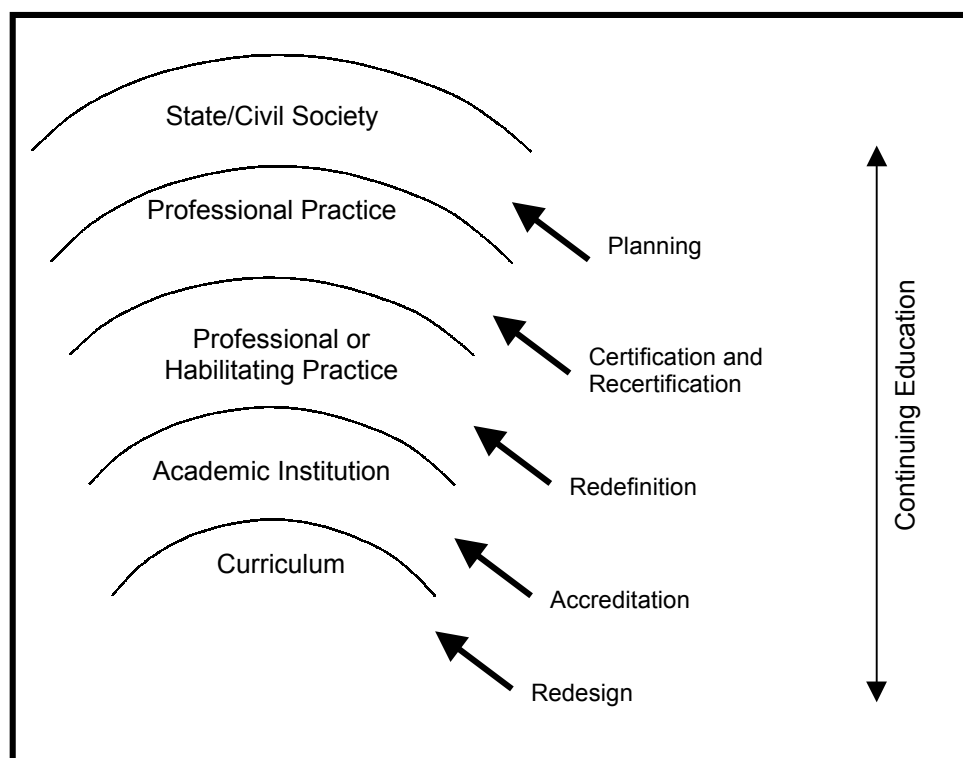 State/Civil Society
Professional Practice
Planning
Professional or
Habilitating Practice
Certification and
Recertification
Academic Institution
Redefinition
Curriculum
Accreditation
Redesign
Continuing Education